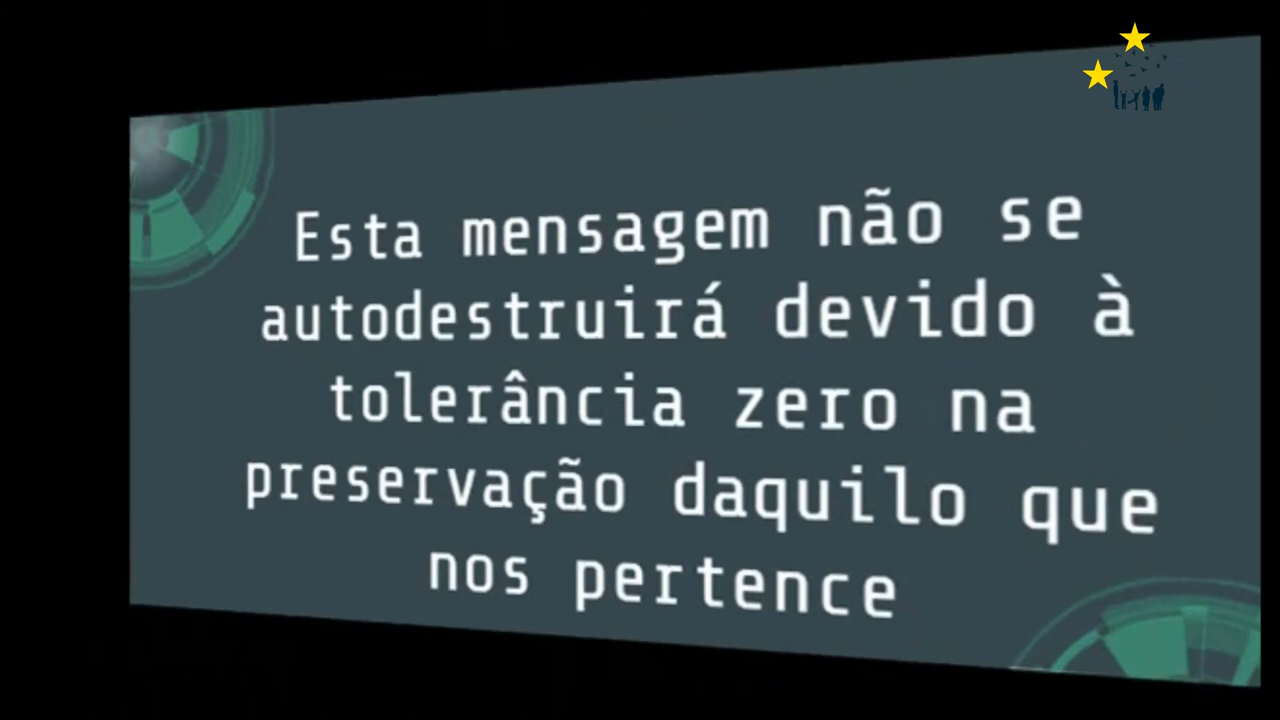 Esta mensagem não se
autodestruirá devido à
tolerância zero na
preservação daquilo que
nos pertence